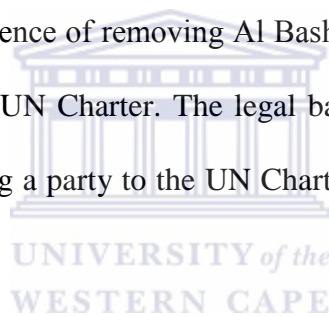 ence of removing Al Bash
UN Charter. The legal ba
g a party to the UN Chart
UNIVERSITY of the
WESTERN CAPE